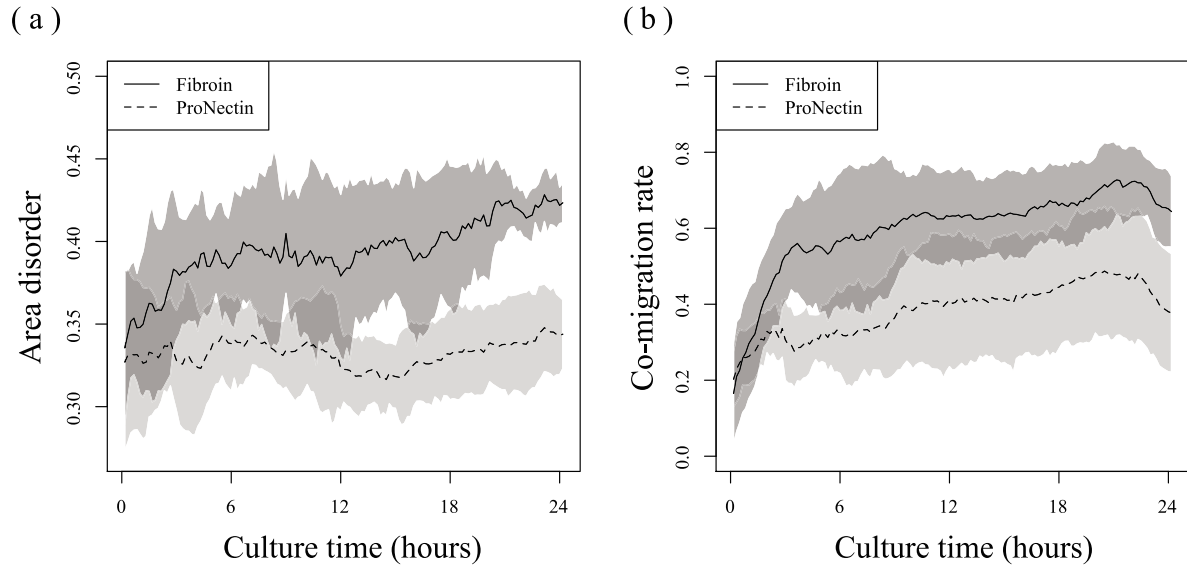 ( a )
Fibroin
ProNectin
Area disorder
0.50
0.45
0.40
0.35
0.30
0
6
12
18
24
Culture time (hours)
( b )
Fibroin
ProNectin
Co-migration rate
1.0
0.8
0.6
0.4
0.2
0.0
0
6
12
18
24
Culture time (hours)